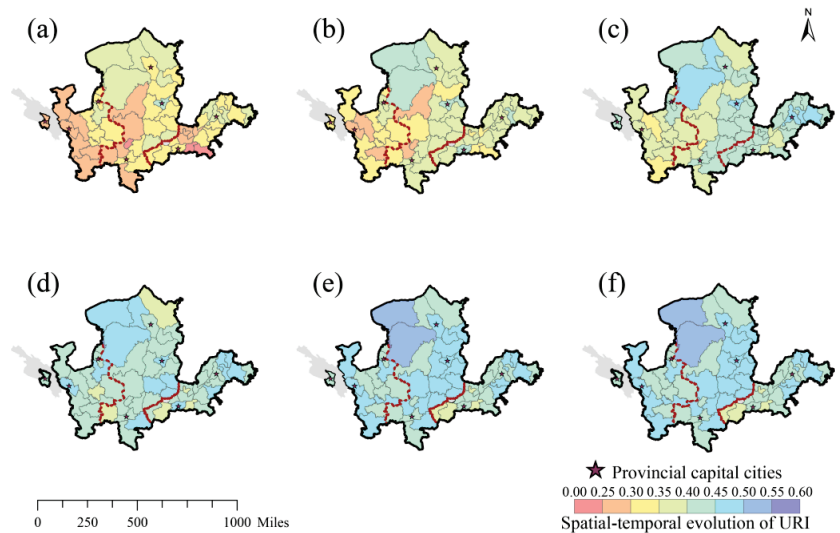 (a)
(b)
(c)
N
(d)
(e)
(f)
Provincial capital cities
0.00 0.25 0.30 0.35 0.40 0.45 0.50 0.55 0.60
Spatial-temporal evolution of URI
0 250 500 1000 Miles